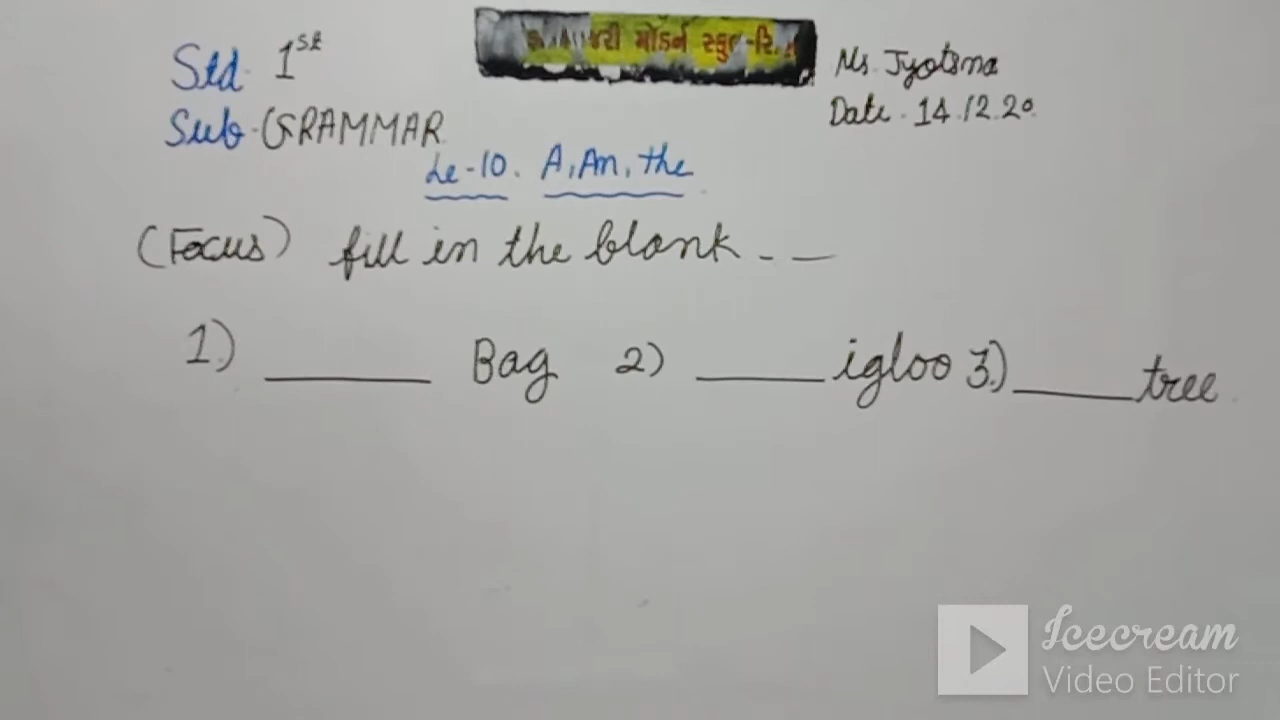 Std. 1st
Sub-GRAMMAR
મોડર્ન સ્કુલ
Ms. Jyotsna
Date. 14.12.20
Le-10. A, An, the
(Focus) fill in the blank - —
1.) ______ Bag 2) ______ igloo 3.) ______ tree
Icecream
Video Editor